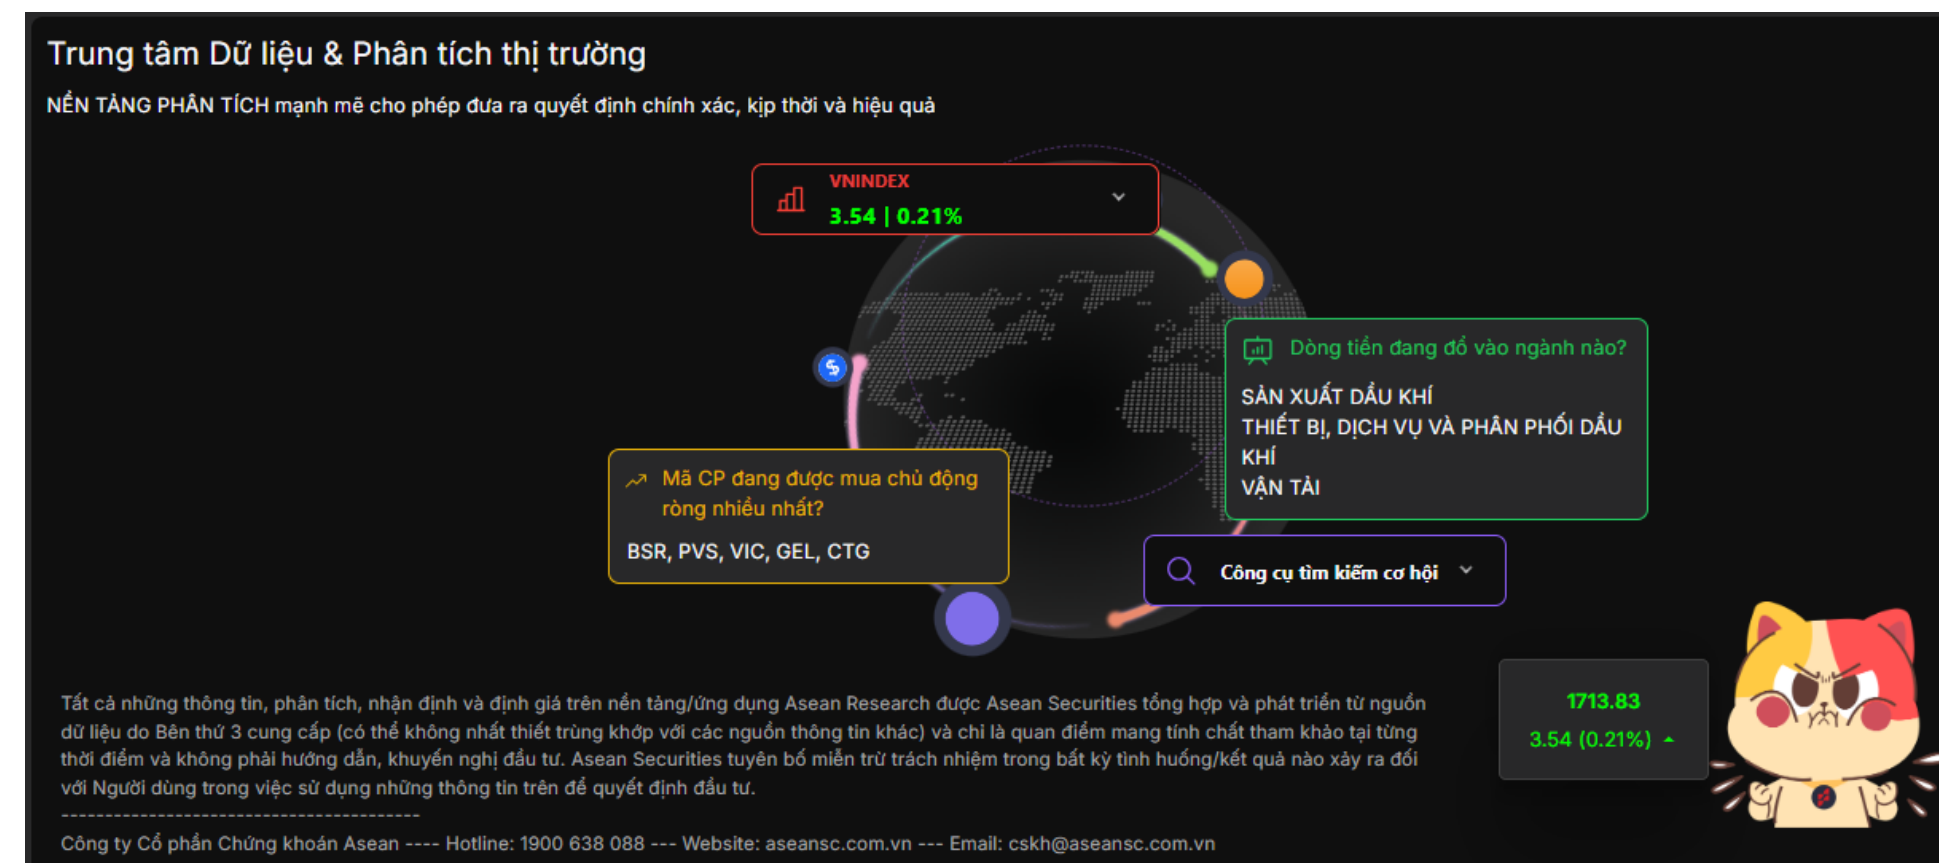 Trung tâm Dữ liệu & Phân tích thị trường
NỀN TẢNG PHÂN TÍCH mạnh mẽ cho phép đưa ra quyết định chính xác, kịp thời và hiệu quả
VNINDEX
3.54 | 0.21%
Dòng tiền đang đổ vào ngành nào?
SẢN XUẤT DẦU KHÍ
THIẾT BỊ, DỊCH VỤ VÀ PHÂN PHỐI DẦU
KHÍ
VẬN TẢI
Mã CP đang được mua chủ động
ròng nhiều nhất?
BSR, PVS, VIC, GEL, CTG
Công cụ tìm kiếm cơ hội
1713.83
3.54 (0.21%)
Tất cả những thông tin, phân tích, nhận định và định giá trên nền tảng/ứng dụng Asean Research được Asean Securities tổng hợp và phát triển từ nguồn
dữ liệu do Bên thứ 3 cung cấp (có thể không nhất thiết trùng khớp với các nguồn thông tin khác) và chỉ là quan điểm mang tính chất tham khảo tại từng
thời điểm và không phải hướng dẫn, khuyến nghị đầu tư. Asean Securities tuyên bố miễn trừ trách nhiệm trong bất kỳ tình huống/kết quả nào xảy ra đối
với Người dùng trong việc sử dụng những thông tin trên để quyết định đầu tư.
-----------------------------------------
Công ty Cổ phần Chứng khoán Asean ---- Hotline: 1900 638 088 --- Website: aseansc.com.vn --- Email: cskh@aseansc.com.vn